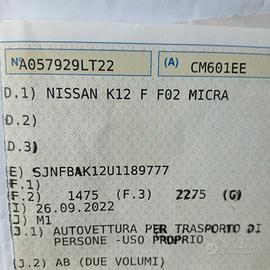 N° A057929LT22 (A) CM601EE
D.1) NISSAN K12 F F02 MICRA
D.2)
D.3)
E) SJNFBAK12U1189777
F.1)
F.2) 1475 (F.3) 2275 (G)
I) 26.09.2022
J) M1
J.1) AUTOVETTURA PER TRASPORTO DI
PERSONE -USO PROPRIO
(J.2) AB (DUE VOLUMI)